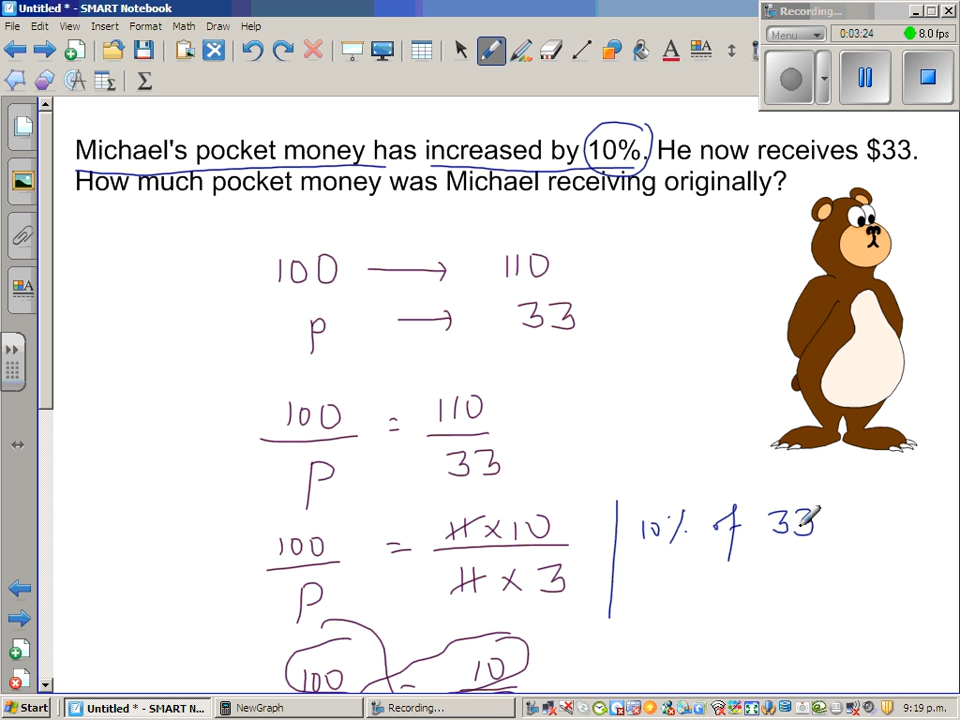 Untitled * - SMART Notebook
Recording...
File Edit View Insert Format Tools Math Draw Help
Menu 0:03:24 8.0 fps
Michael's pocket money has increased by 10%. He now receives $33.
How much pocket money was Michael receiving originally?
100 → 110
p → 33
100 = 110
P 33
100 = 11 x 10
P 11 x 3
10% of 33
100 = 10
Start Untitled * - SMART N... NewGraph Recording... 9:19 p.m.